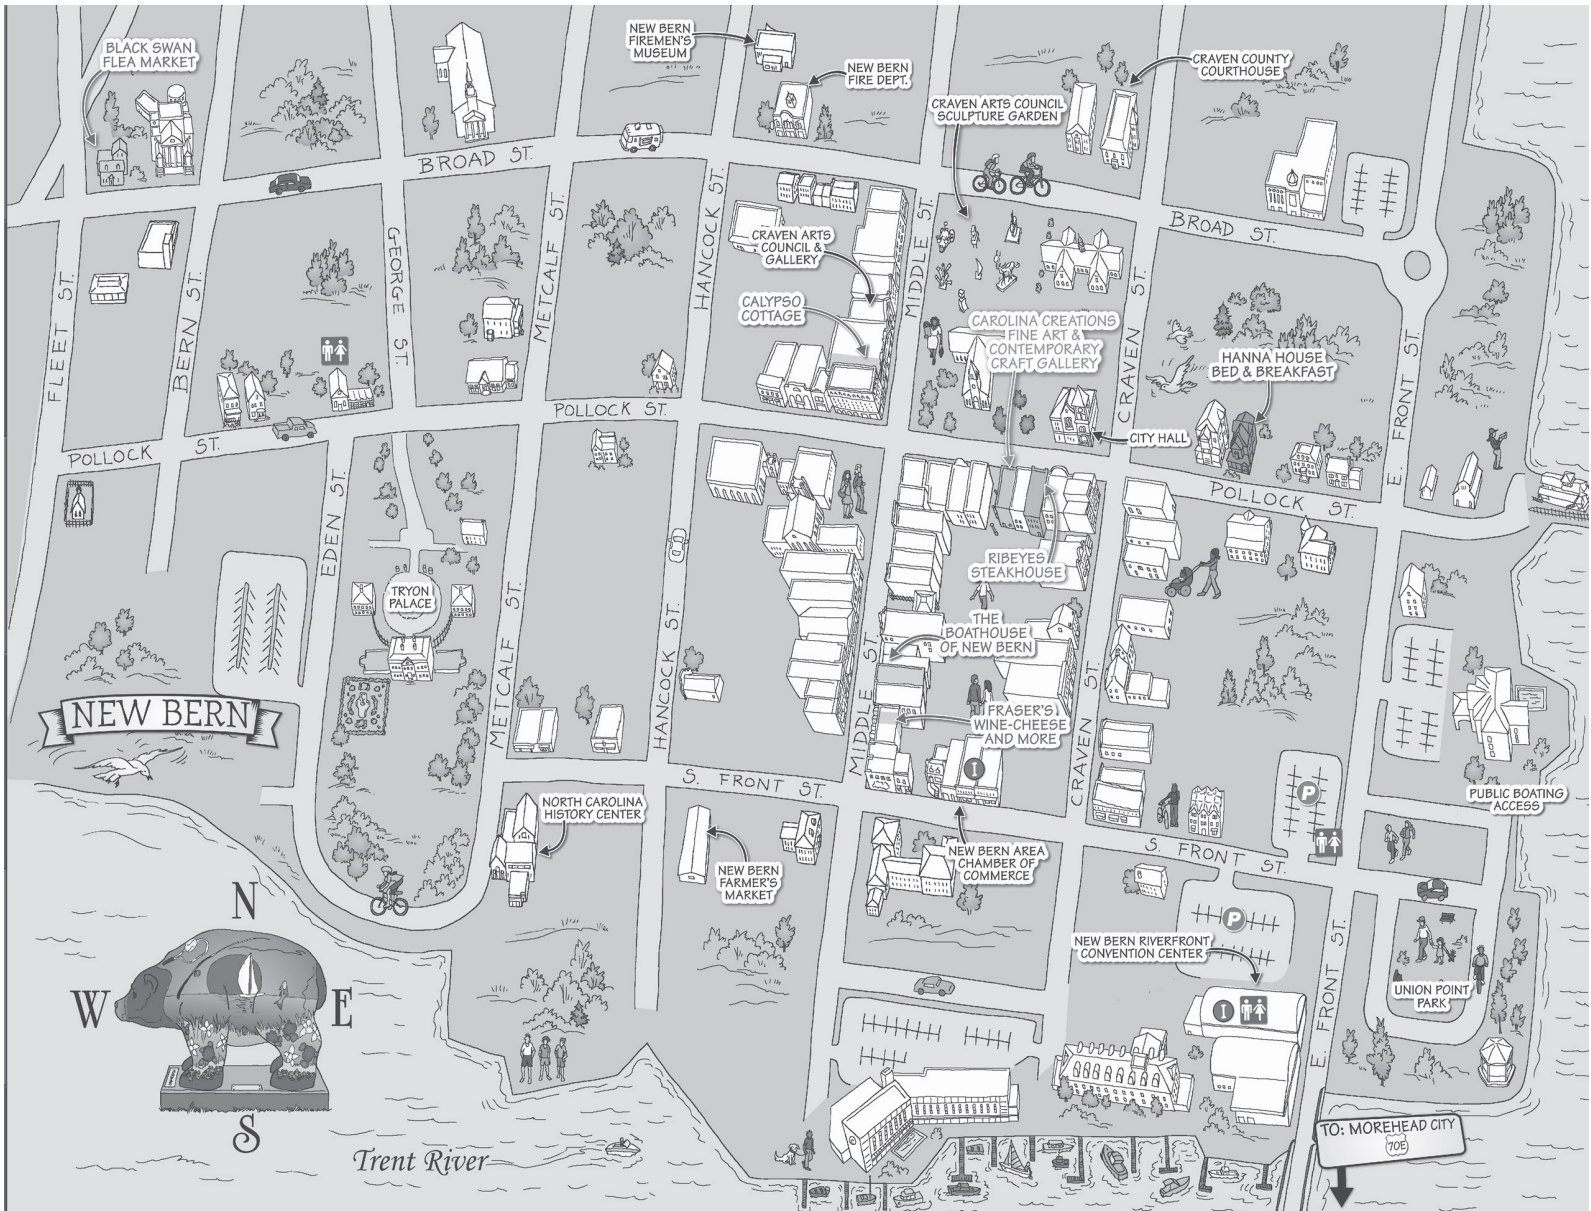 BLACK SWAN
FLEA MARKET
NEW BERN
FIREMEN'S
MUSEUM
NEW BERN
FIRE DEPT.
CRAVEN COUNTY
COURTHOUSE
CRAVEN ARTS COUNCIL
SCULPTURE GARDEN
BROAD ST.
BROAD ST.
FLEET ST.
BERN ST.
GEORGE ST.
METCALF ST.
HANCOCK ST.
MIDDLE ST.
CRAVEN ST.
E. FRONT ST.
CRAVEN ARTS
COUNCIL &
GALLERY
CALYPSO
COTTAGE
CAROLINA CREATIONS
FINE ART &
CONTEMPORARY
CRAFT GALLERY
HANNA HOUSE
BED & BREAKFAST
CITY HALL
POLLOCK ST.
POLLOCK ST.
POLLOCK ST.
EDEN ST.
TRYON
PALACE
METCALF ST.
HANCOCK ST.
MIDDLE ST.
CRAVEN ST.
RIBEYES
STEAKHOUSE
THE
BOATHOUSE
OF NEW BERN
FRASER'S
WINE-CHEESE
AND MORE
I
NEW BERN
S. FRONT ST.
P
PUBLIC BOATING
ACCESS
NORTH CAROLINA
HISTORY CENTER
NEW BERN
FARMER'S
MARKET
NEW BERN AREA
CHAMBER OF
COMMERCE
S. FRONT ST.
P
NEW BERN RIVERFRONT
CONVENTION CENTER
I
E. FRONT ST.
UNION POINT
PARK
N
W
E
S
Trent River
TO: MOREHEAD CITY
70E